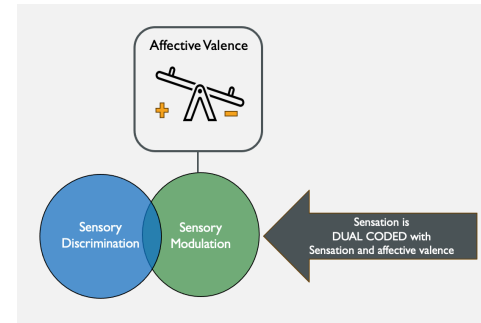 Affective Valence
+
−
Sensory
Discrimination
Sensory
Modulation
Sensation is
DUAL CODED with
Sensation and affective valence